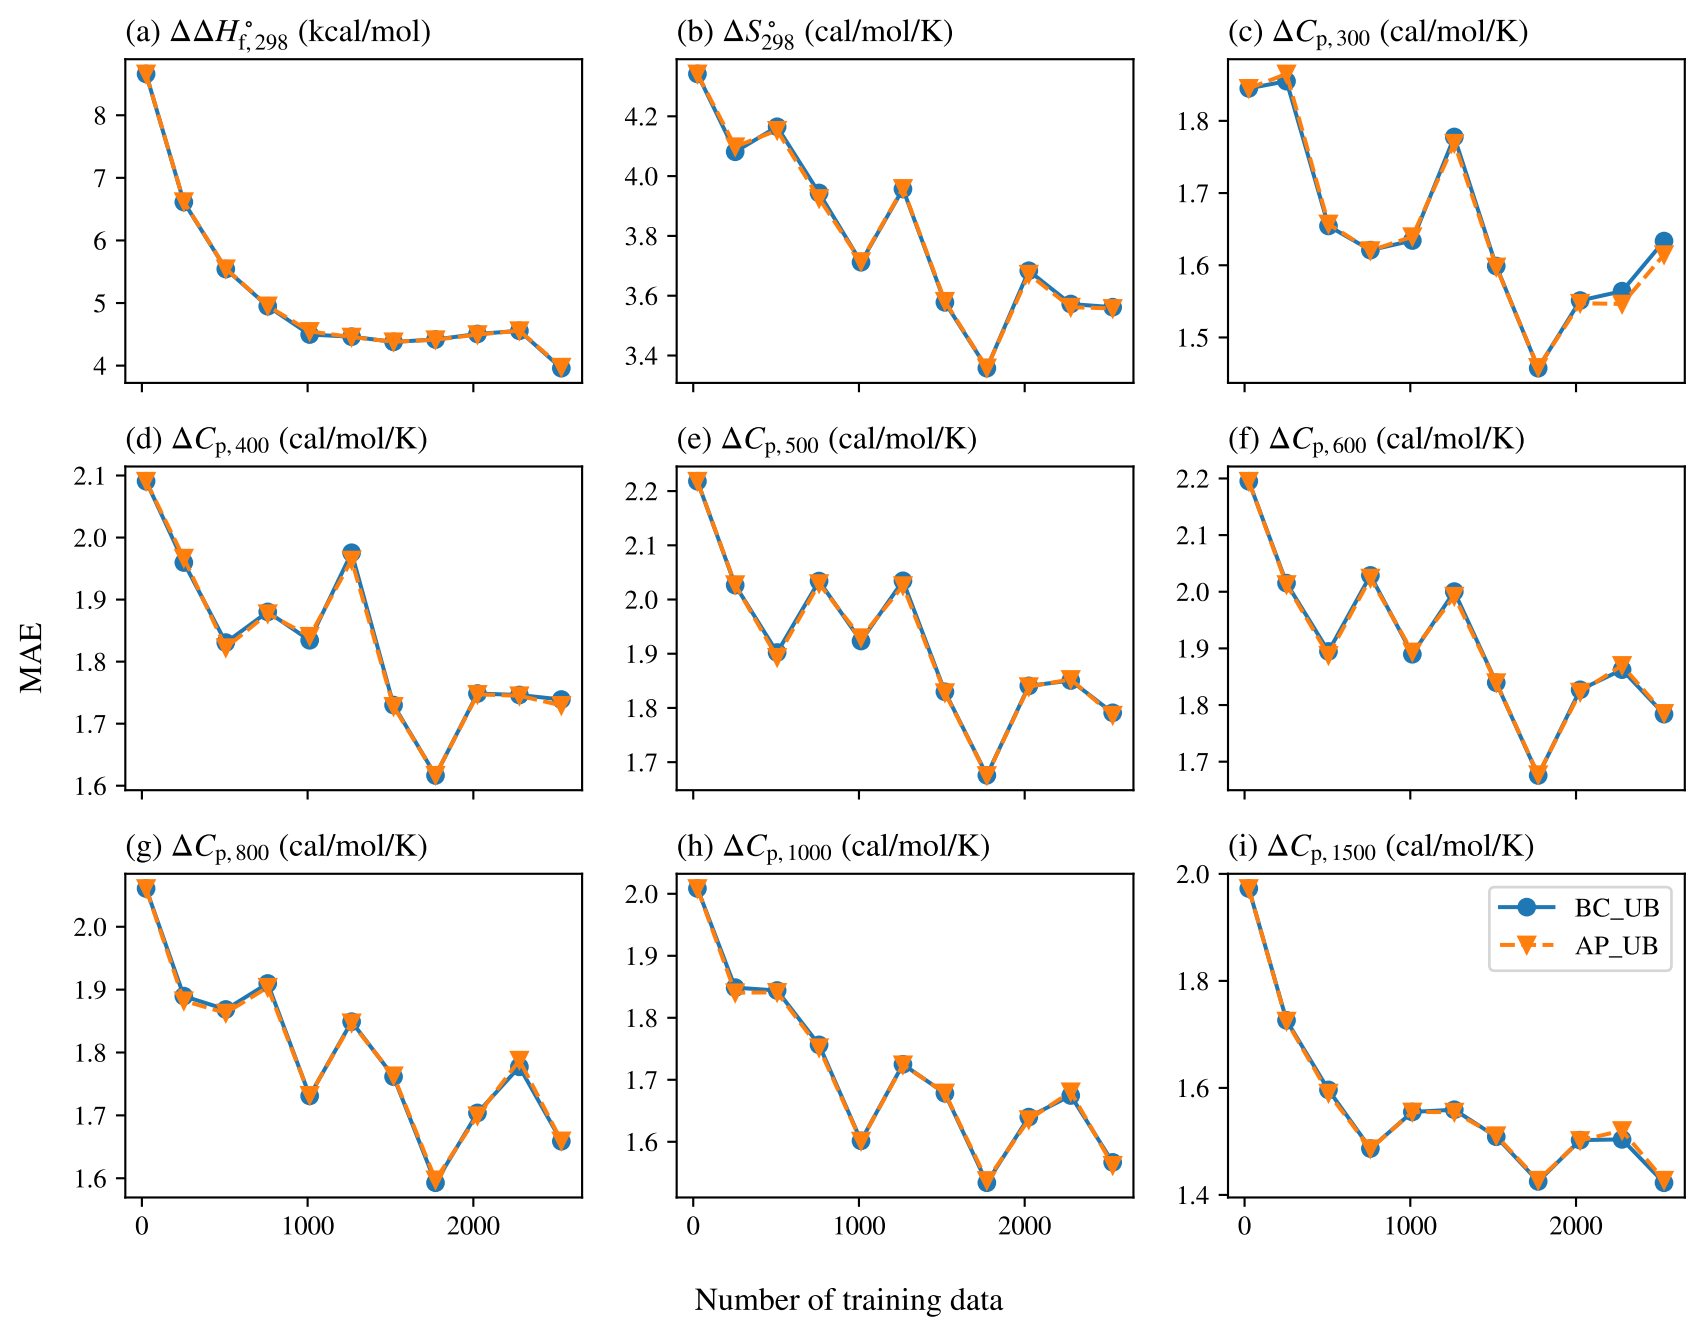 (a) ΔΔH°f, 298 (kcal/mol)
8
7
6
5
4
(b) ΔS°298 (cal/mol/K)
4.2
4.0
3.8
3.6
3.4
(c) ΔCp, 300 (cal/mol/K)
1.8
1.7
1.6
1.5
MAE
(d) ΔCp, 400 (cal/mol/K)
2.1
2.0
1.9
1.8
1.7
1.6
(e) ΔCp, 500 (cal/mol/K)
2.2
2.1
2.0
1.9
1.8
1.7
(f) ΔCp, 600 (cal/mol/K)
2.2
2.1
2.0
1.9
1.8
1.7
(g) ΔCp, 800 (cal/mol/K)
2.0
1.9
1.8
1.7
1.6
0 1000 2000
(h) ΔCp, 1000 (cal/mol/K)
2.0
1.9
1.8
1.7
1.6
0 1000 2000
(i) ΔCp, 1500 (cal/mol/K)
2.0
1.8
1.6
1.4
BC_UB
AP_UB
0 1000 2000
Number of training data